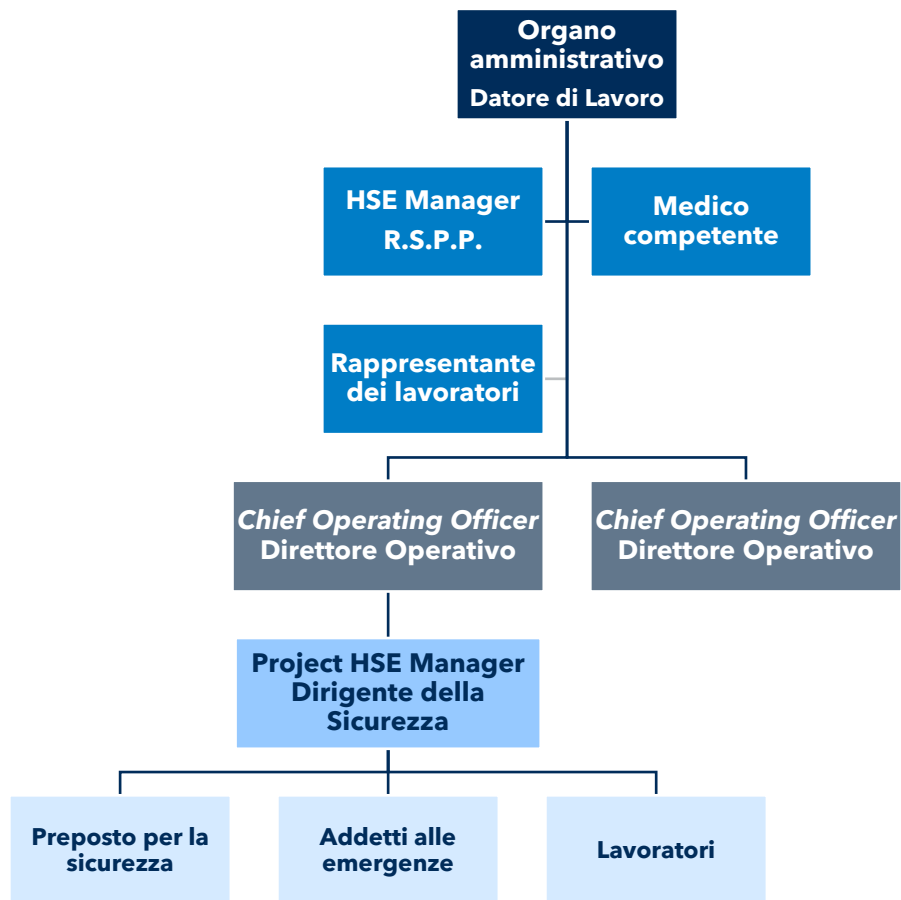 Organo
amministrativo
Datore di Lavoro
HSE Manager
R.S.P.P.
Medico
competente
Rappresentante
dei lavoratori
Chief Operating Officer
Direttore Operativo
Chief Operating Officer
Direttore Operativo
Project HSE Manager
Dirigente della
Sicurezza
Preposto per la
sicurezza
Addetti alle
emergenze
Lavoratori